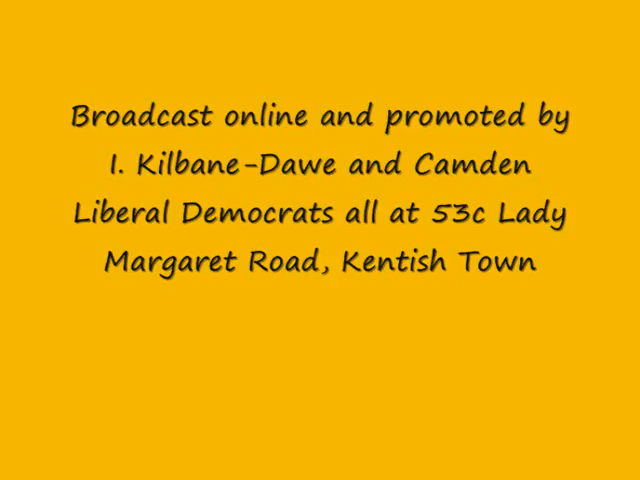 Broadcast online and promoted by
I. Kilbane-Dawe and Camden
Liberal Democrats all at 53c Lady
Margaret Road, Kentish Town